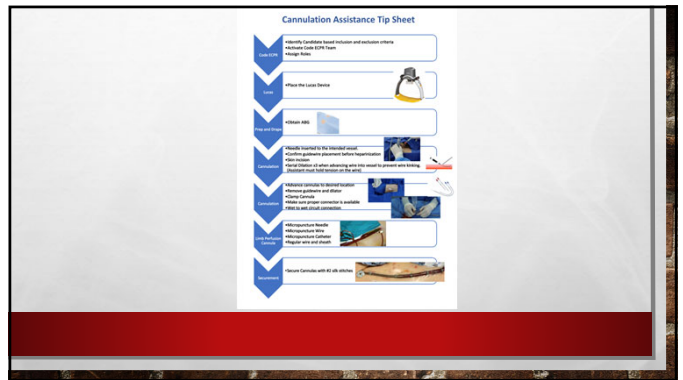 Cannulation Assistance Tip Sheet
Code ECPR
•Identify Candidate based inclusion and exclusion criteria
•Activate Code ECPR Team
•Assign Roles
Lucas
•Place the Lucas Device
Prep and Drape
•Obtain ABG
Cannulation
•Needle inserted to the intended vessel.
•Confirm guidewire placement before heparinization
•Skin incision
•Serial Dilation x3 when advancing wire into vessel to prevent wire kinking.
(Assistant must hold tension on the wire)
Cannulation
•Advance cannulas to desired location
•Remove guidewire and dilator
•Clamp Cannula
•Make sure proper connector is available
•Wet to wet circuit connection
Limb Perfusion
Cannula
•Micropuncture Needle
•Micropuncture Wire
•Micropuncture Catheter
•Regular wire and sheath
Securement
•Secure Cannulas with #2 silk stitches